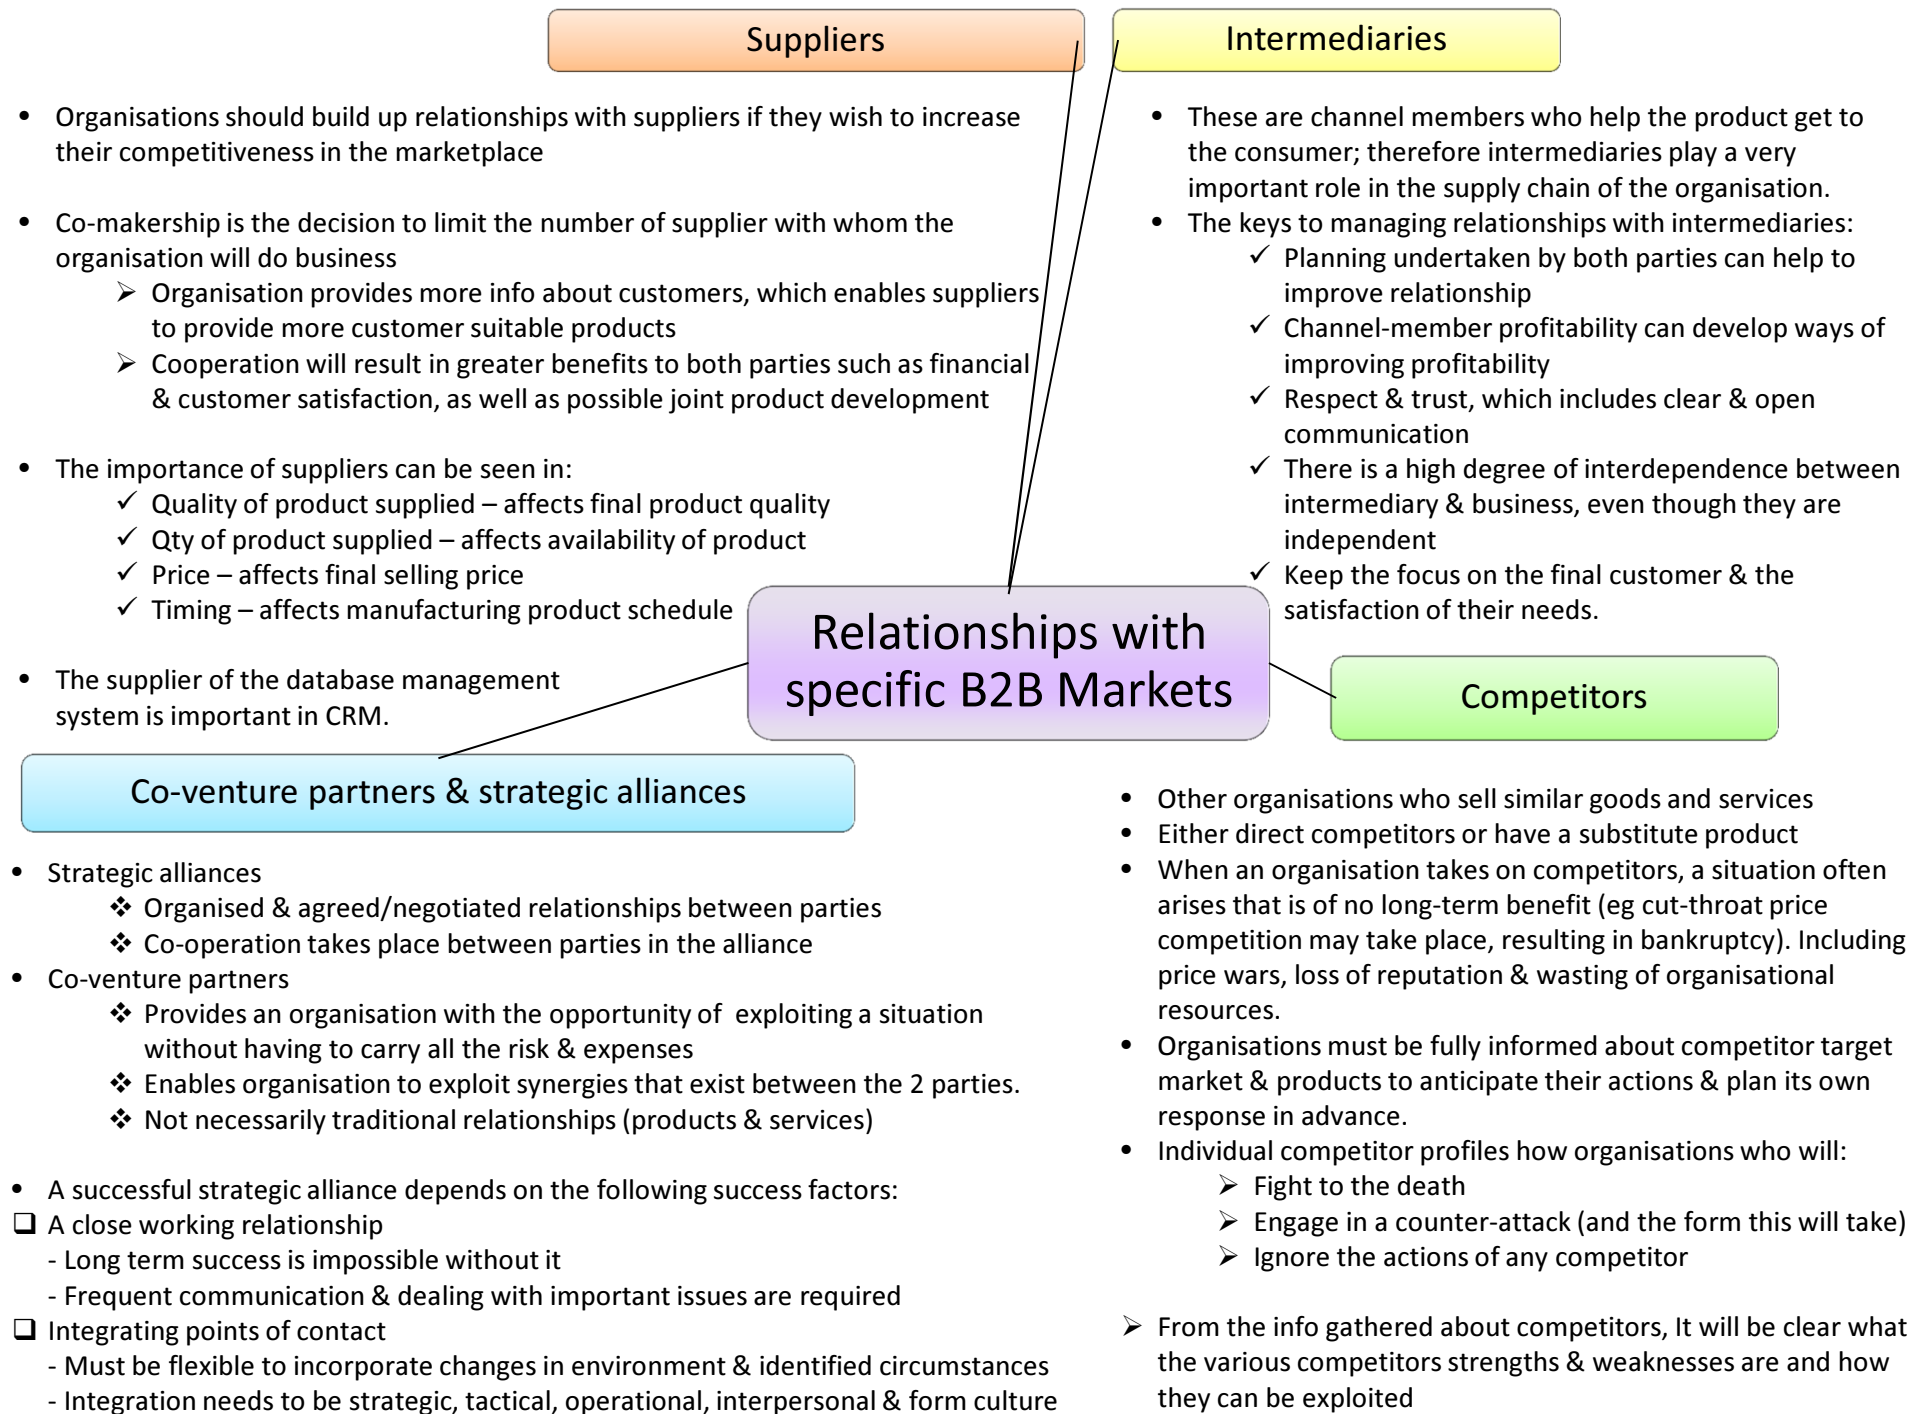 Suppliers
• Organisations should build up relationships with suppliers if they wish to increase
their competitiveness in the marketplace
• Co-makership is the decision to limit the number of supplier with whom the
organisation will do business
➢ Organisation provides more info about customers, which enables suppliers
to provide more customer suitable products
➢ Cooperation will result in greater benefits to both parties such as financial
& customer satisfaction, as well as possible joint product development
• The importance of suppliers can be seen in:
✓ Quality of product supplied – affects final product quality
✓ Qty of product supplied – affects availability of product
✓ Price – affects final selling price
✓ Timing – affects manufacturing product schedule
• The supplier of the database management
system is important in CRM.
Intermediaries
• These are channel members who help the product get to
the consumer; therefore intermediaries play a very
important role in the supply chain of the organisation.
• The keys to managing relationships with intermediaries:
✓ Planning undertaken by both parties can help to
improve relationship
✓ Channel-member profitability can develop ways of
improving profitability
✓ Respect & trust, which includes clear & open
communication
✓ There is a high degree of interdependence between
intermediary & business, even though they are
independent
✓ Keep the focus on the final customer & the
satisfaction of their needs.
Relationships with
specific B2B Markets
Co-venture partners & strategic alliances
• Strategic alliances
❖ Organised & agreed/negotiated relationships between parties
❖ Co-operation takes place between parties in the alliance
• Co-venture partners
❖ Provides an organisation with the opportunity of exploiting a situation
without having to carry all the risk & expenses
❖ Enables organisation to exploit synergies that exist between the 2 parties.
❖ Not necessarily traditional relationships (products & services)
• A successful strategic alliance depends on the following success factors:
❑ A close working relationship
- Long term success is impossible without it
- Frequent communication & dealing with important issues are required
❑ Integrating points of contact
- Must be flexible to incorporate changes in environment & identified circumstances
- Integration needs to be strategic, tactical, operational, interpersonal & form culture
Competitors
• Other organisations who sell similar goods and services
• Either direct competitors or have a substitute product
• When an organisation takes on competitors, a situation often
arises that is of no long-term benefit (eg cut-throat price
competition may take place, resulting in bankruptcy). Including
price wars, loss of reputation & wasting of organisational
resources.
• Organisations must be fully informed about competitor target
market & products to anticipate their actions & plan its own
response in advance.
• Individual competitor profiles how organisations who will:
➢ Fight to the death
➢ Engage in a counter-attack (and the form this will take)
➢ Ignore the actions of any competitor
➢ From the info gathered about competitors, It will be clear what
the various competitors strengths & weaknesses are and how
they can be exploited